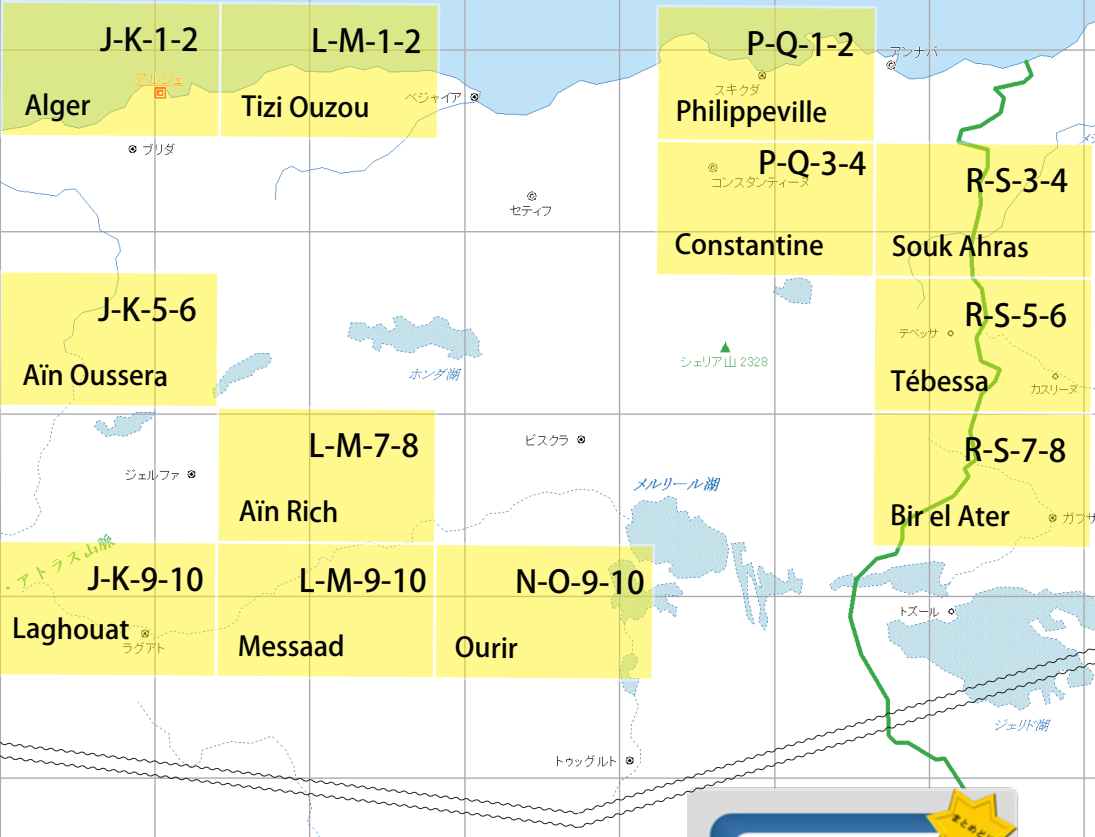 J-K-1-2
アルジェ
Alger
L-M-1-2
Tizi Ouzou
ベジャイア
P-Q-1-2
スキクダ
Philippeville
アンナバ
ブリダ
セティフ
P-Q-3-4
コンスタンティーヌ
Constantine
R-S-3-4
Souk Ahras
J-K-5-6
Aïn Oussera
ホンダ湖
シェリア山 2328
R-S-5-6
テベッサ
Tébessa
カスリーヌ
L-M-7-8
Aïn Rich
ジェルファ
ビスクラ
メルリール湖
R-S-7-8
Bir el Ater
ガフサ
・アトラス山脈
J-K-9-10
Laghouat
ラグアト
L-M-9-10
Messaad
N-O-9-10
Ourir
トズール
ジェリド湖
トゥッグルト